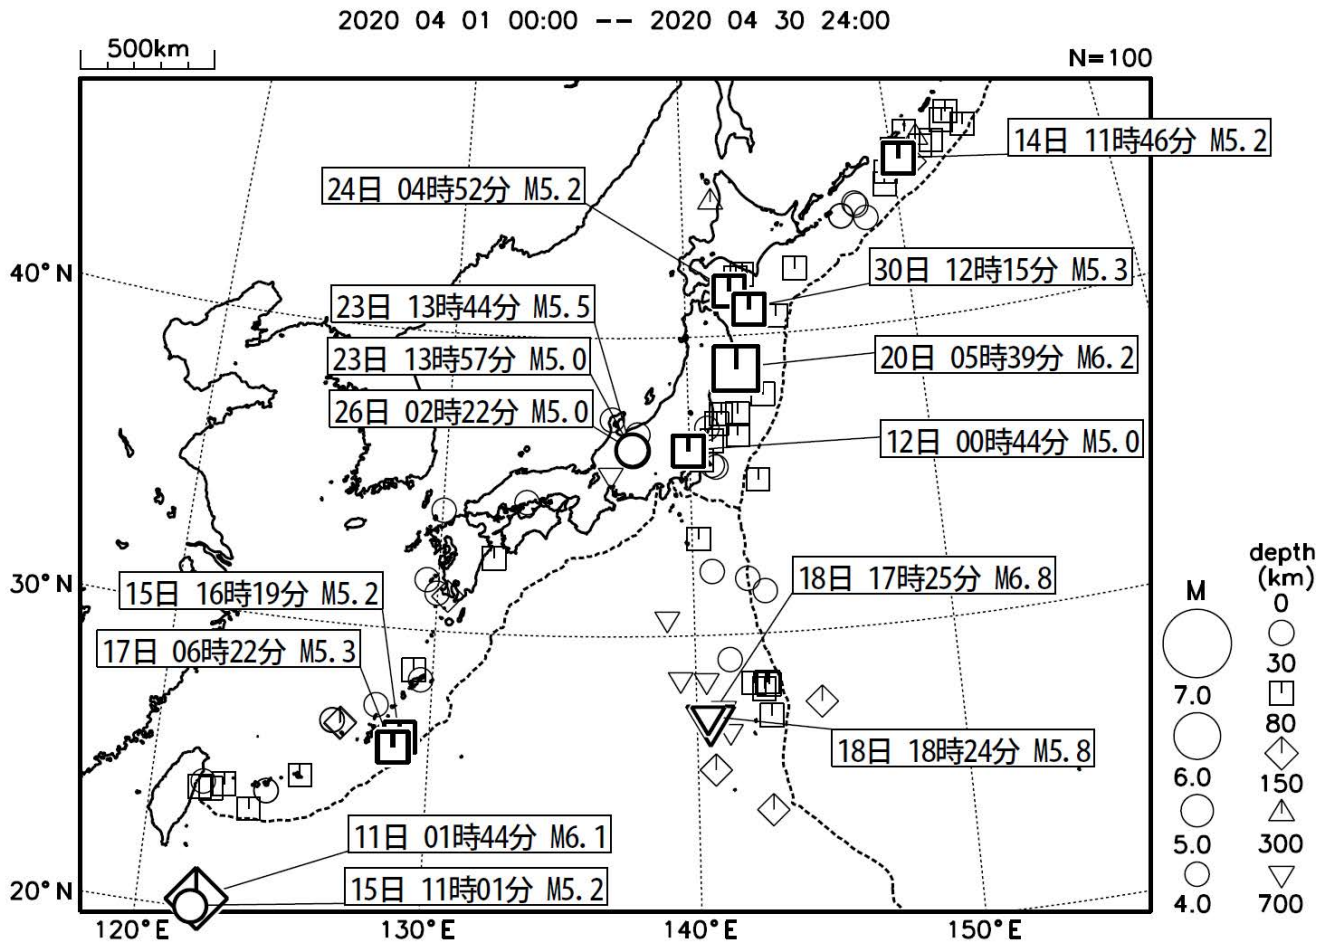 2020 04 01 00:00 -- 2020 04 30 24:00
500km
N=100
14日 11時46分 M5.2
24日 04時52分 M5.2
40°N
30日 12時15分 M5.3
23日 13時44分 M5.5
23日 13時57分 M5.0
20日 05時39分 M6.2
26日 02時22分 M5.0
12日 00時44分 M5.0
30°N
15日 16時19分 M5.2
18日 17時25分 M6.8
17日 06時22分 M5.3
18日 18時24分 M5.8
11日 01時44分 M6.1
15日 11時01分 M5.2
20°N
120°E
130°E
140°E
150°E
M
7.0
6.0
5.0
4.0
depth
(km)
0
30
80
150
300
700